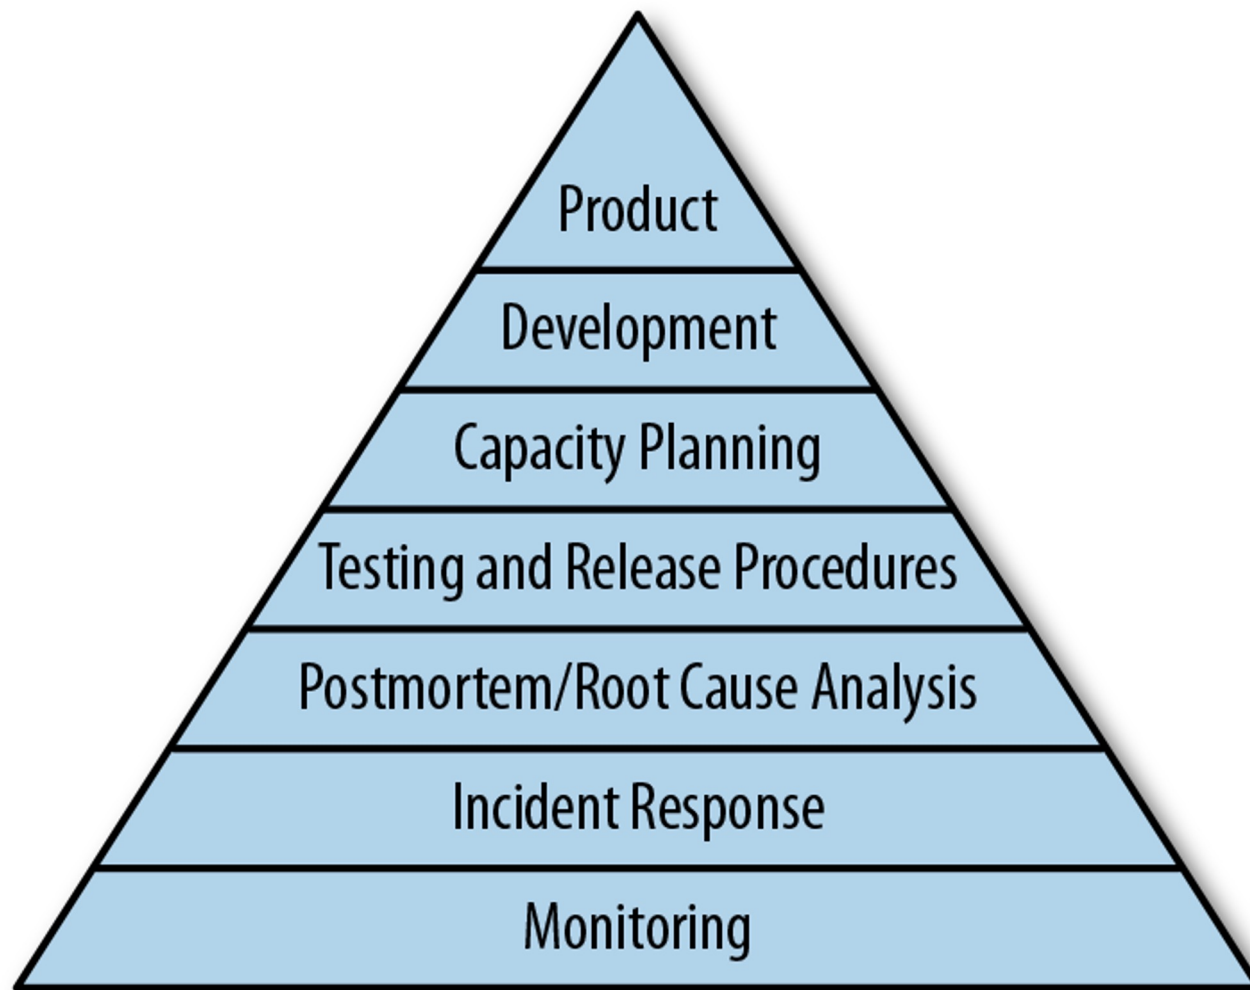 Product
Development
Capacity Planning
Testing and Release Procedures
Postmortem/Root Cause Analysis
Incident Response
Monitoring